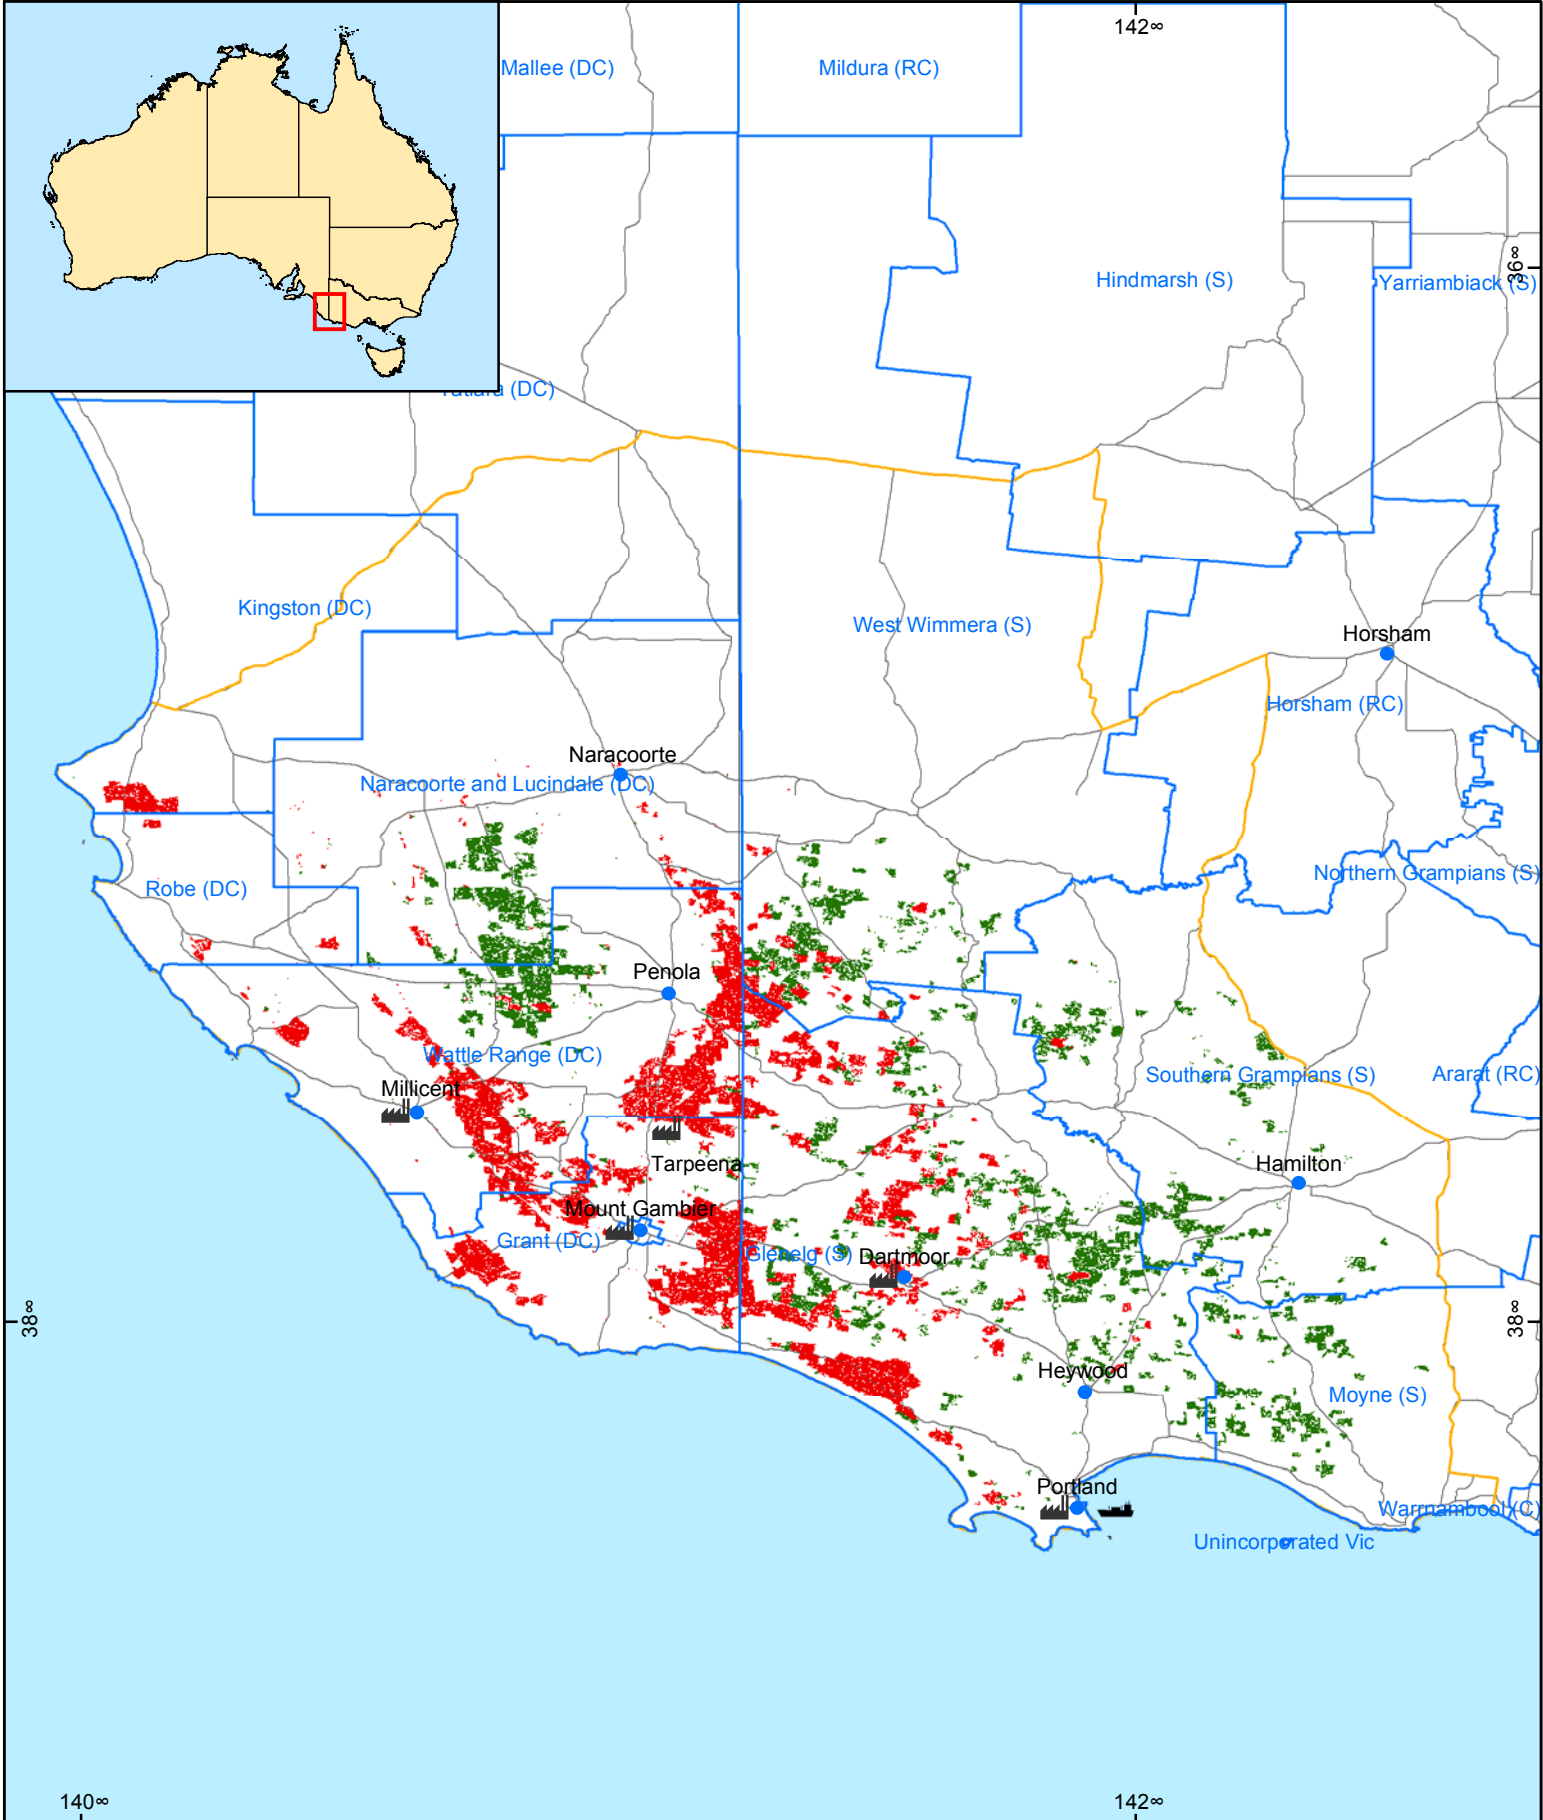 142∞
Mallee (DC)
Mildura (RC)
36∞
Hindmarsh (S)
Yarriambiack (S)
Tatiara (DC)
Kingston (DC)
West Wimmera (S)
Horsham
Horsham (RC)
Naracoorte
Naracoorte and Lucindale (DC)
Northern Grampians (S)
Robe (DC)
Penola
Wattle Range (DC)
Southern Grampians (S)
Ararat (RC)
Millicent
Tarpeena
Hamilton
Mount Gambier
Grant (DC)
Glenelg (S)
Dartmoor
38∞
38∞
Heywood
Moyne (S)
Portland
Warrnambool (C)
Unincorporated Vic
140∞
142∞